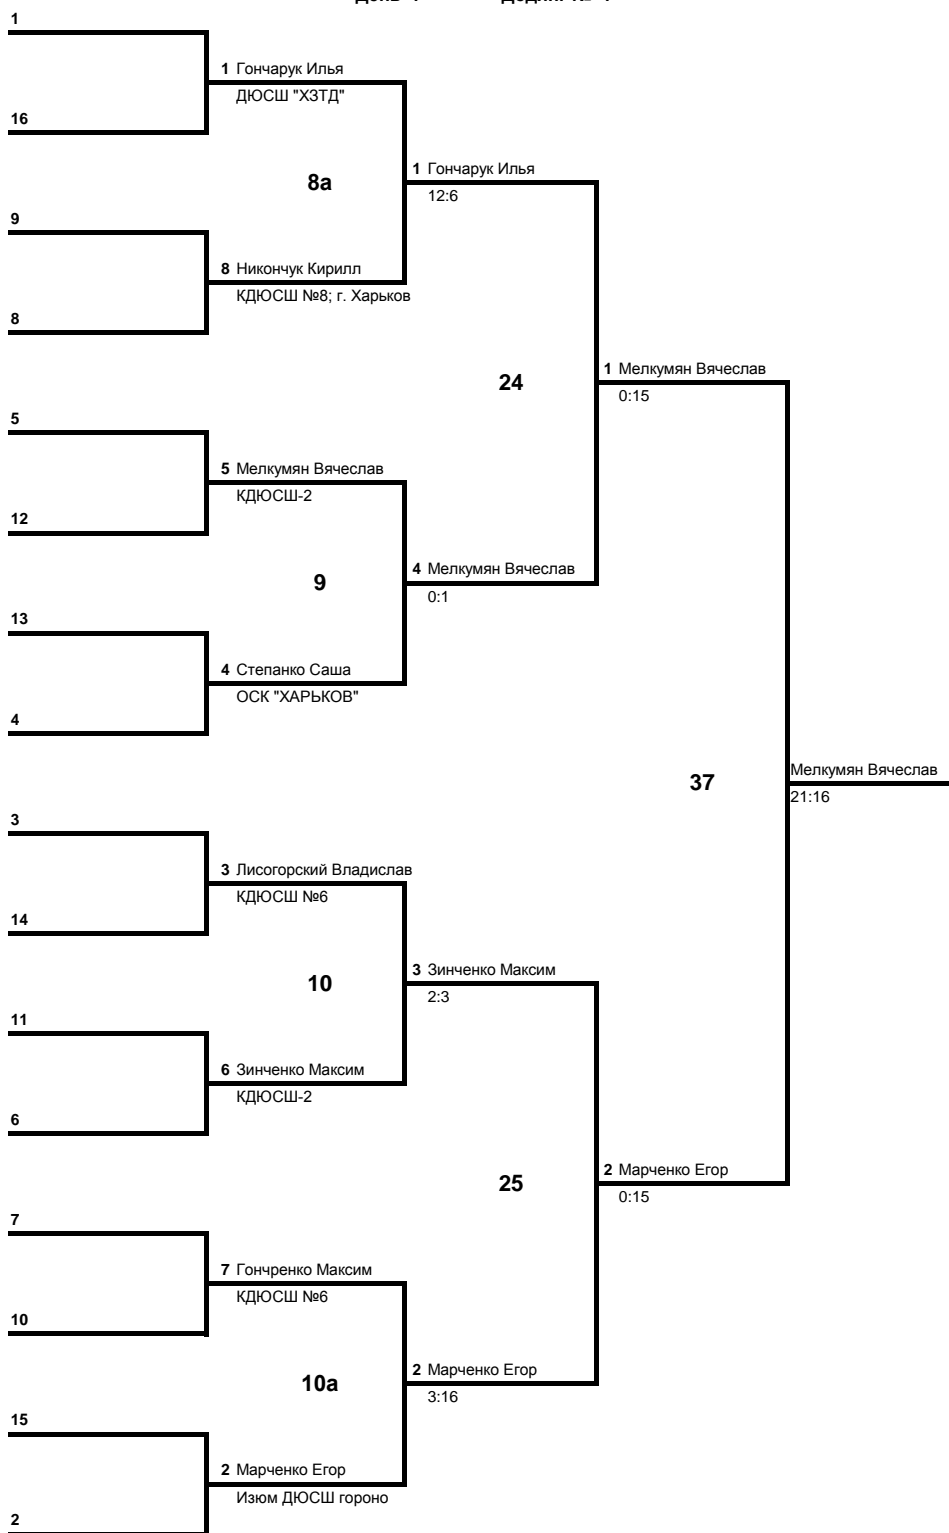 1
1 Гончарук Илья
ДЮСШ "ХЗТД"
16
1 Гончарук Илья
8а
12:6
9
8 Никончук Кирилл
КДЮСШ №8; г. Харьков
8
1 Мелкумян Вячеслав
24
0:15
5
5 Мелкумян Вячеслав
КДЮСШ-2
12
4 Мелкумян Вячеслав
9
0:1
13
4 Степанко Саша
ОСК "ХАРЬКОВ"
4
Мелкумян Вячеслав
37
21:16
3
3 Лисогорский Владислав
КДЮСШ №6
14
3 Зинченко Максим
10
2:3
11
6 Зинченко Максим
КДЮСШ-2
6
2 Марченко Егор
25
0:15
7
7 Гончренко Максим
КДЮСШ №6
10
2 Марченко Егор
10а
3:16
15
2 Марченко Егор
Изюм ДЮСШ гороно
2